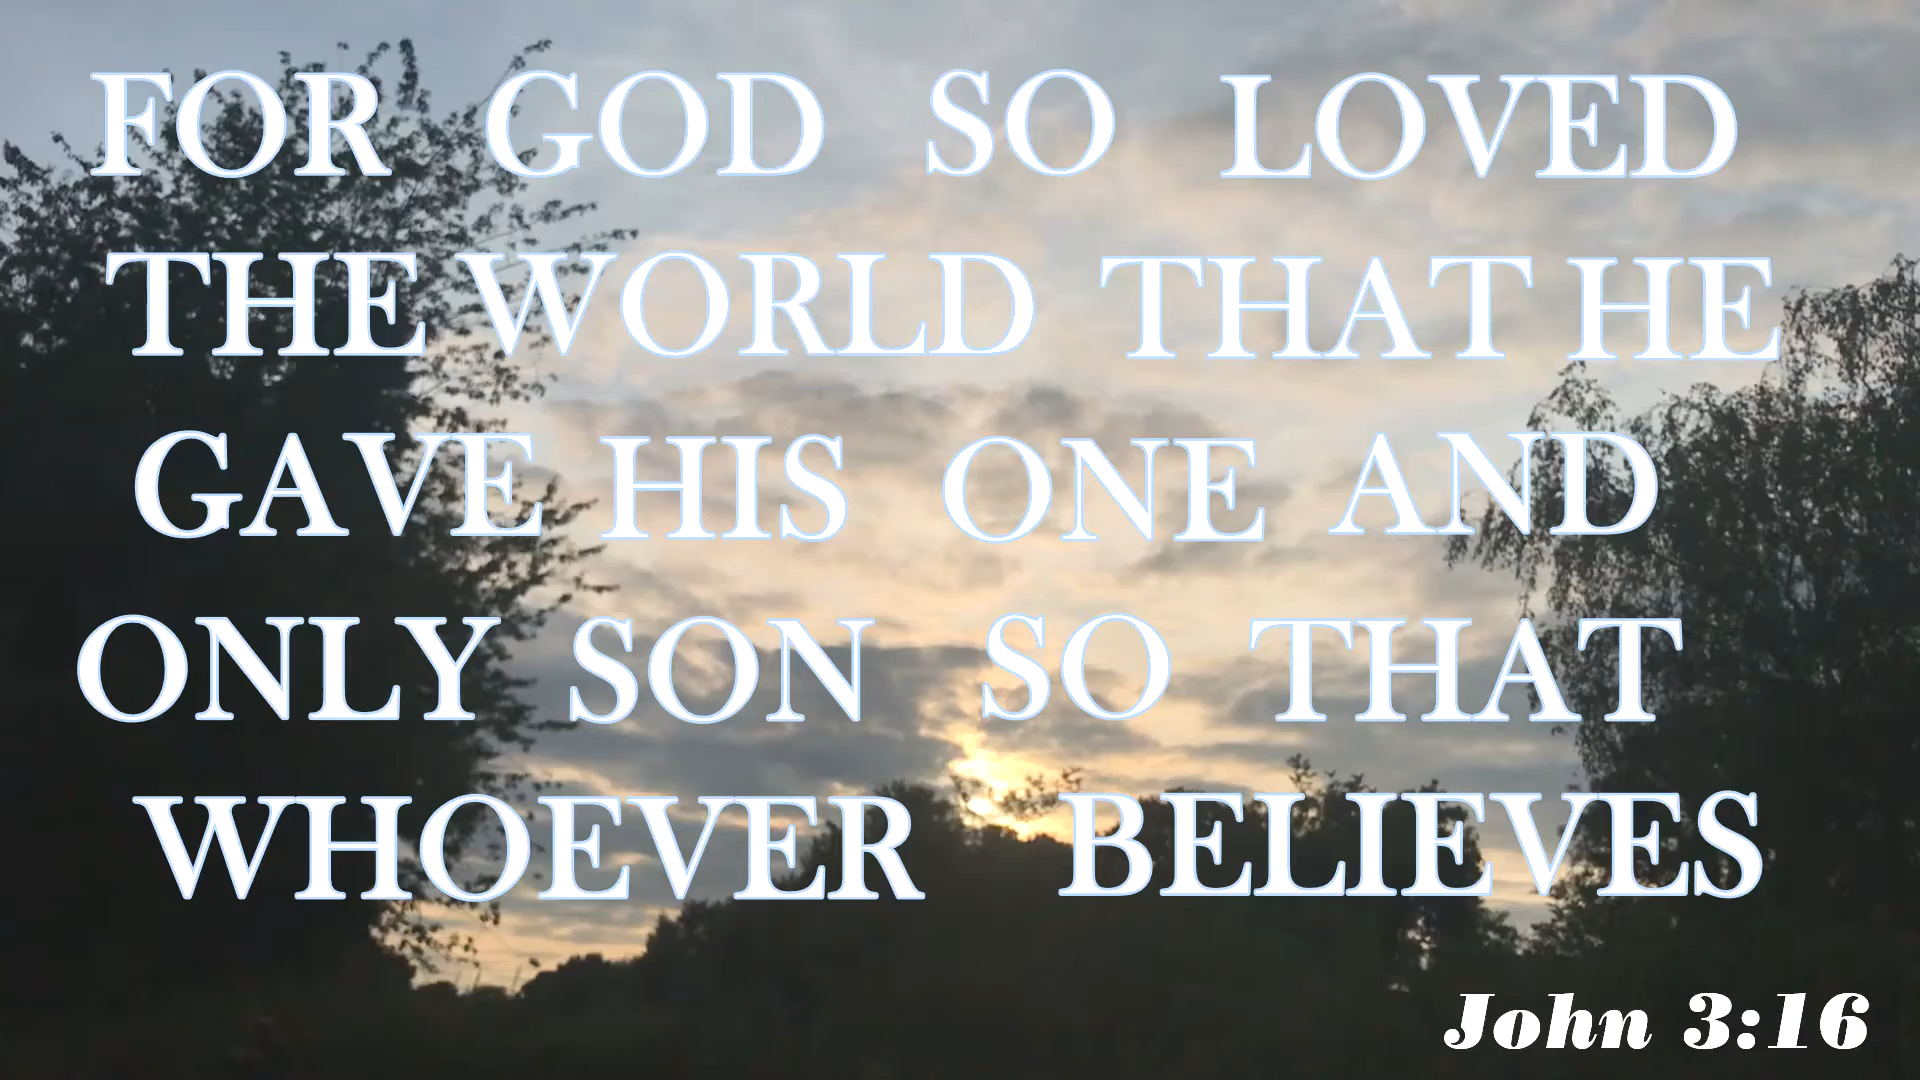 FOR GOD SO LOVED
THE WORLD THAT HE
GAVE HIS ONE AND
ONLY SON SO THAT
WHOEVER BELIEVES
John 3:16